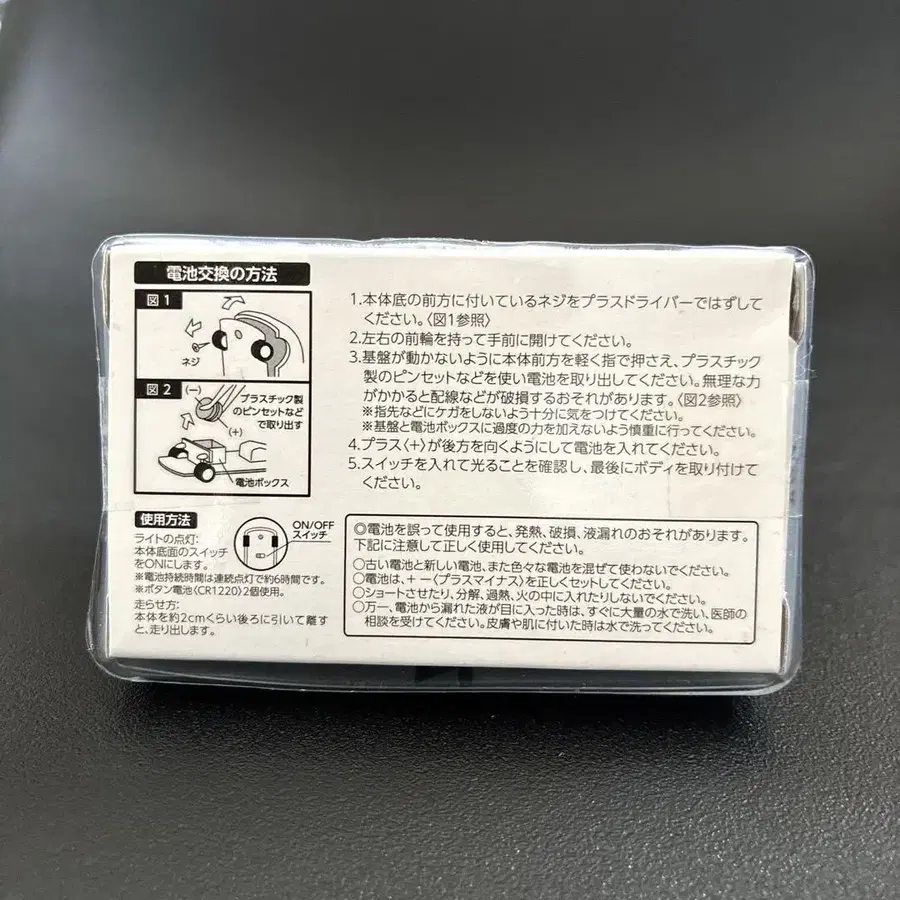 電池交換の方法
図1
ネジ
図2
(−)
プラスチック製
のピンセットなど
で取り出す
(+)
電池ボックス
1.本体底の前方に付いているネジをプラスドライバーではずして
ください。〈図1参照〉
2.左右の前輪を持って手前に開けてください。
3.基盤が動かないように本体前方を軽く指で押さえ、プラスチック
製のピンセットなどを使い電池を取り出してください。無理な力
がかかると配線などが破損するおそれがあります。〈図2参照〉
※指先などにケガをしないよう十分に気をつけてください。
※基盤と電池ボックスに過度の力を加えないよう慎重に行ってください。
4.プラス(+)が後方を向くようにして電池を入れてください。
5.スイッチを入れて光ることを確認し、最後にボディを取り付けて
ください。
使用方法
ライトの点灯:
本体底面のスイッチ
をONにします。
ON/OFF
スイッチ
※電池持続時間は連続点灯で約6時間です。
※ボタン電池〈CR1220〉2個使用。
走らせ方:
本体を約2cmくらい後ろに引いて離す
と、走り出します。
◎電池を誤って使用すると、発熱、破損、液漏れのおそれがあります。
下記に注意して正しく使用してください。
○古い電池と新しい電池、また色々な電池を混ぜて使わないでください。
○電池は、+ −(プラスマイナス)を正しくセットしてください。
○ショートさせたり、分解、過熱、火の中に入れたりしないでください。
○万一、電池から漏れた液が目に入った時は、すぐに大量の水で洗い、医師の
相談を受けてください。皮膚や肌に付いた時は水で洗ってください。